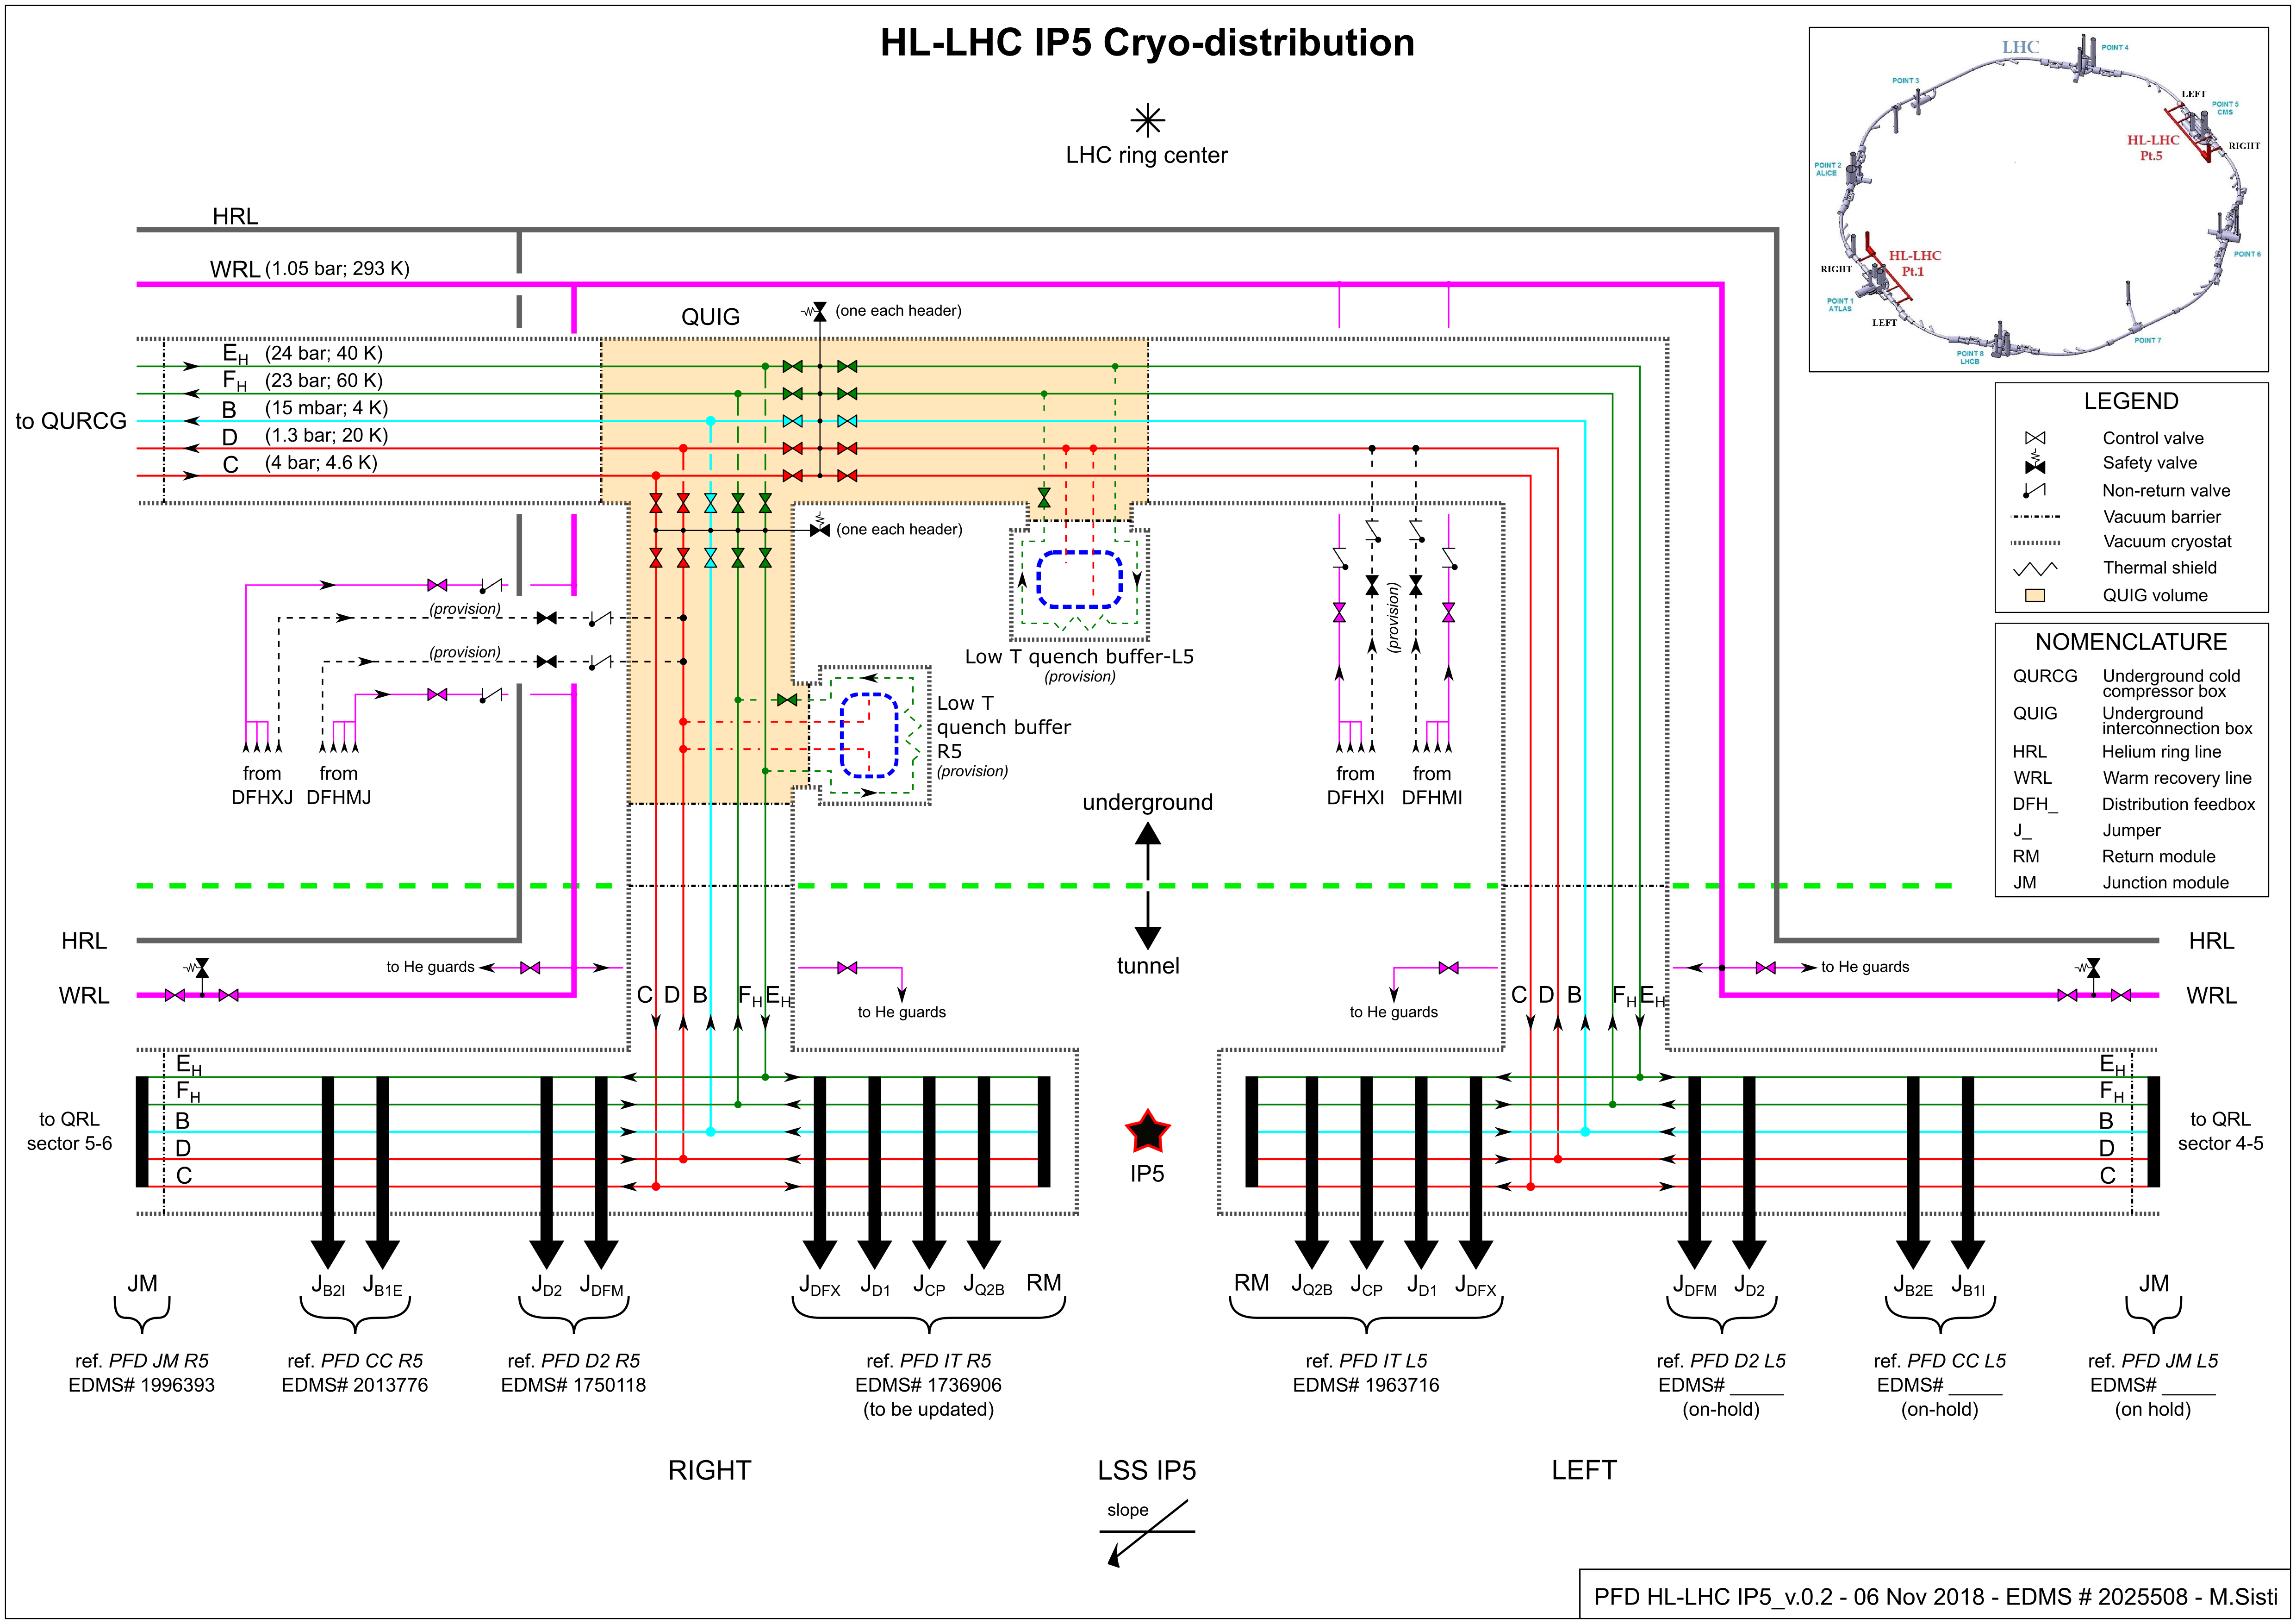 HL-LHC IP5 Cryo-distribution
LHC ring center
LHC
POINT 4
POINT 3
LEFT
POINT 5
CMS
HL-LHC
Pt.5
RIGHT
POINT 2
ALICE
HL-LHC
Pt.1
RIGHT
POINT 6
POINT 1
ATLAS
LEFT
POINT 7
POINT 8
LHCB
HRL
WRL (1.05 bar; 293 K)
QUIG
(one each header)
EH (24 bar; 40 K)
FH (23 bar; 60 K)
to QURCG
B (15 mbar; 4 K)
D (1.3 bar; 20 K)
C (4 bar; 4.6 K)
(one each header)
LEGEND
Control valve
Safety valve
Non-return valve
Vacuum barrier
Vacuum cryostat
Thermal shield
QUIG volume
NOMENCLATURE
QURCG Underground cold
compressor box
QUIG Underground
interconnection box
HRL Helium ring line
WRL Warm recovery line
DFH_ Distribution feedbox
J_ Jumper
RM Return module
JM Junction module
(provision)
(provision)
from
DFHXJ
from
DFHMJ
Low T quench buffer-L5
(provision)
Low T
quench buffer
R5
(provision)
(provision)
from
DFHXI
from
DFHMI
underground
tunnel
HRL
WRL
to He guards
C D B FH EH
to He guards
to He guards
C D B FH EH
to He guards
HRL
WRL
to QRL
sector 5-6
EH
FH
B
D
C
IP5
EH
FH
B
D
C
to QRL
sector 4-5
JM
JB2I JB1E
JD2 JDFM
JDFX JD1 JCP JQ2B RM
RM JQ2B JCP JD1 JDFX
JDFM JD2
JB2E JB1I
JM
ref. PFD JM R5
EDMS# 1996393
ref. PFD CC R5
EDMS# 2013776
ref. PFD D2 R5
EDMS# 1750118
ref. PFD IT R5
EDMS# 1736906
(to be updated)
ref. PFD IT L5
EDMS# 1963716
ref. PFD D2 L5
EDMS# _____
(on-hold)
ref. PFD CC L5
EDMS# _____
(on-hold)
ref. PFD JM L5
EDMS# _____
(on hold)
RIGHT
LSS IP5
LEFT
slope
PFD HL-LHC IP5_v.0.2 - 06 Nov 2018 - EDMS # 2025508 - M.Sisti